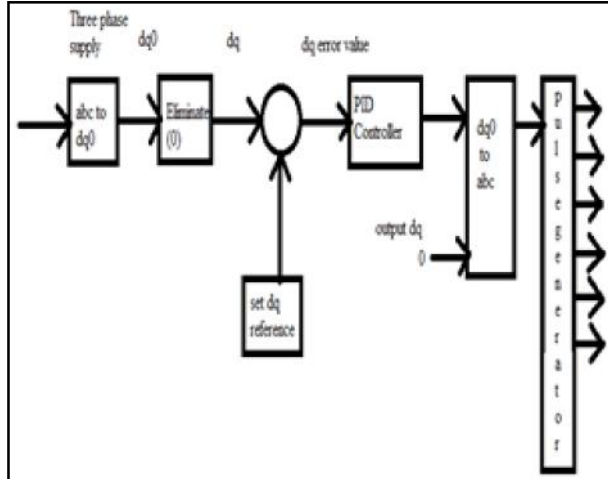 Three phase
supply
dq0
dq
dq error value
abc to
dq0
Eliminate
(0)
PID
Controller
dq0
to
abc
output dq
0
set dq
reference
p
u
l
s
e
g
e
n
e
r
a
t
o
r